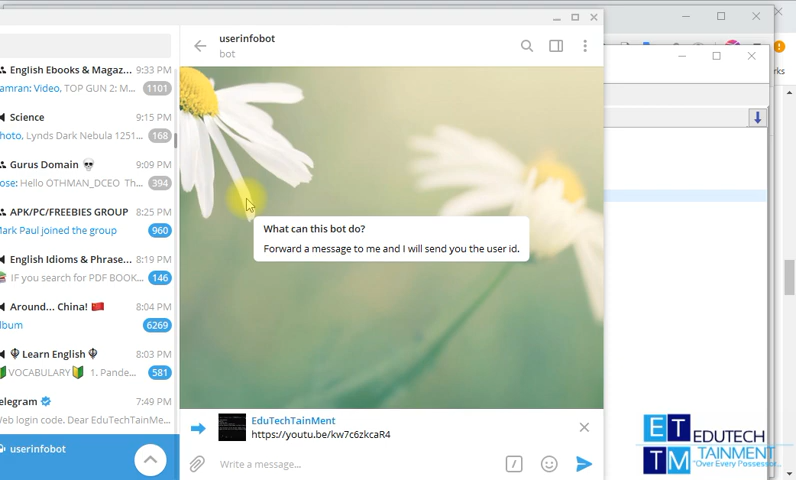 userinfobot
bot
English Ebooks & Magaz... 9:33 PM
amran: Video, TOP GUN 2: M... 1101
Science 9:15 PM
hoto, Lynds Dark Nebula 1251... 168
Gurus Domain 9:09 PM
ose: Hello OTHMAN_DCEO Th... 394
APK/PC/FREEBIES GROUP 8:25 PM
Mark Paul joined the group 960
English Idioms & Phrase... 8:19 PM
IF you search for PDF BOOK... 146
Around... China! 8:04 PM
lbum 6269
Learn English 8:03 PM
VOCABULARY 1. Pande... 581
elegram 7:49 PM
Web login code. Dear EduTechTainMe...
userinfobot
What can this bot do?
Forward a message to me and I will send you the user id.
EduTechTainMent
https://youtu.be/kw7c6zkcaR4
Write a message...
rks
ET EDUTECH
TM TAINMENT
"Over Every Possessor...